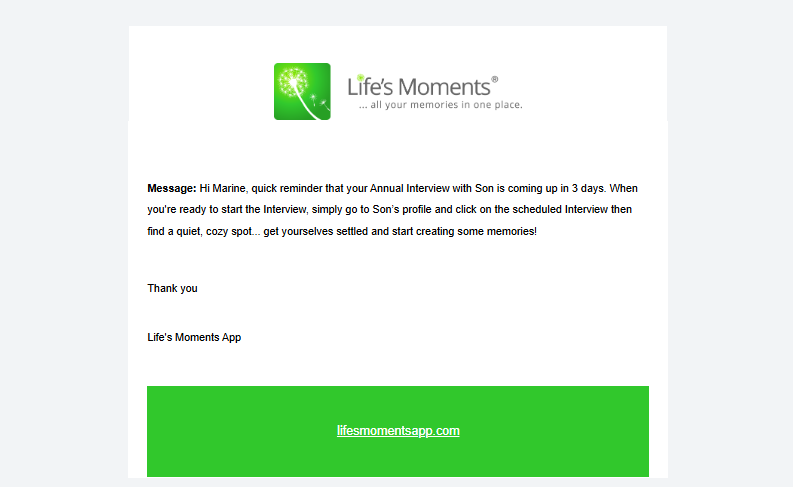 Life's Moments®
... all your memories in one place.
Message: Hi Marine, quick reminder that your Annual Interview with Son is coming up in 3 days. When
you're ready to start the Interview, simply go to Son's profile and click on the scheduled Interview then
find a quiet, cozy spot... get yourselves settled and start creating some memories!
Thank you
Life's Moments App
lifesmomentsapp.com